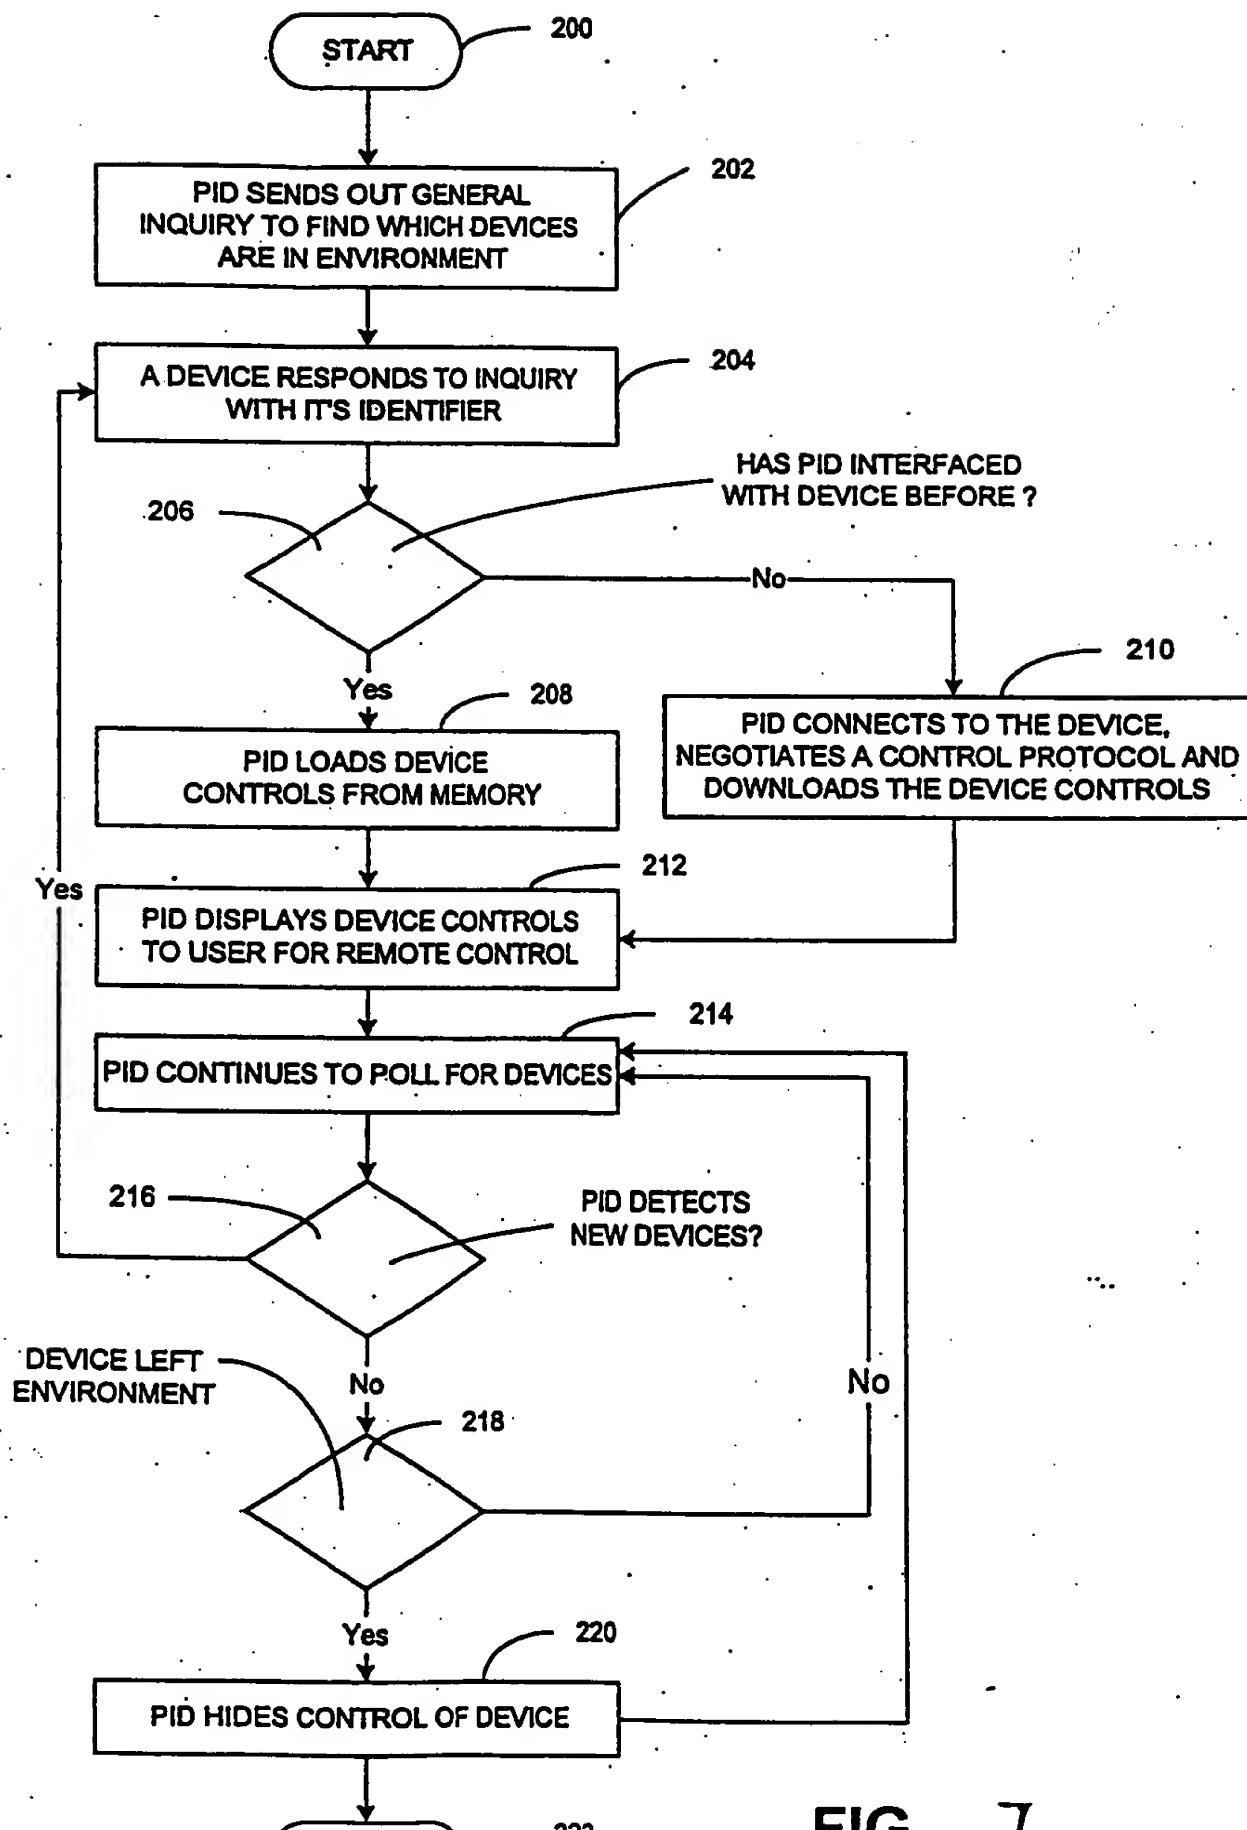 START
200
PID SENDS OUT GENERAL
INQUIRY TO FIND WHICH DEVICES
ARE IN ENVIRONMENT
202
A DEVICE RESPONDS TO INQUIRY
WITH IT'S IDENTIFIER
204
HAS PID INTERFACED
WITH DEVICE BEFORE ?
206
No
Yes
208
210
PID LOADS DEVICE
CONTROLS FROM MEMORY
PID CONNECTS TO THE DEVICE,
NEGOTIATES A CONTROL PROTOCOL AND
DOWNLOADS THE DEVICE CONTROLS
212
Yes
PID DISPLAYS DEVICE CONTROLS
TO USER FOR REMOTE CONTROL
214
PID CONTINUES TO POLL FOR DEVICES
216
PID DETECTS
NEW DEVICES?
DEVICE LEFT
ENVIRONMENT
No
No
218
Yes
220
PID HIDES CONTROL OF DEVICE
FIG 7